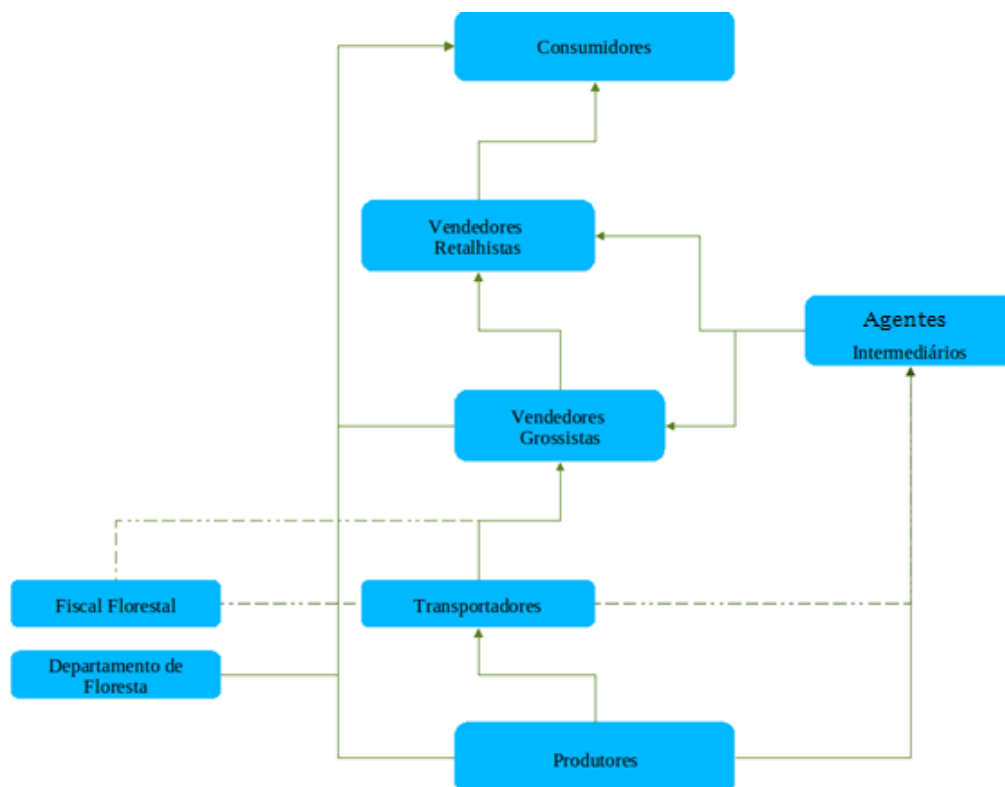 Consumidores
Vendedores
Retalhistas
Agentes
Intermediários
Vendedores
Grossistas
Fiscal Florestal
Transportadores
Departamento de
Floresta
Produtores